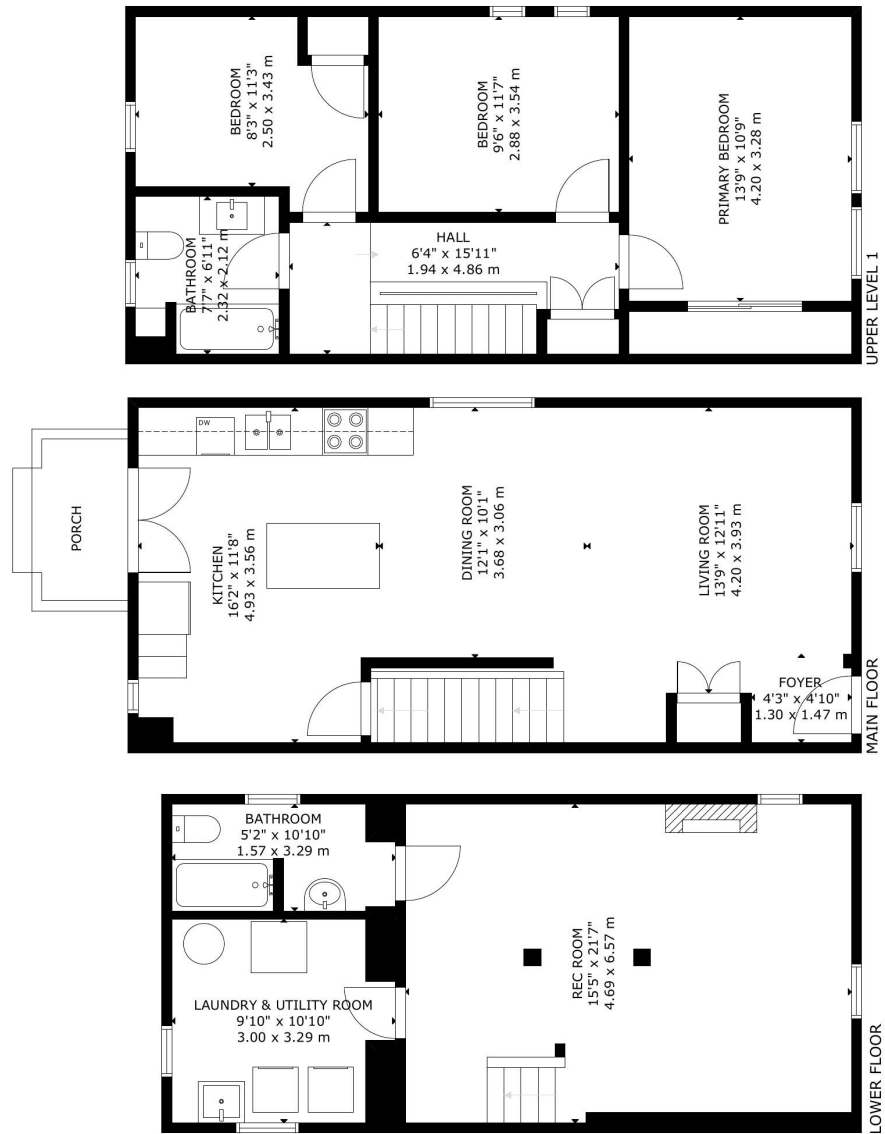 BEDROOM
8'3" x 11'3"
2.50 x 3.43 m
BEDROOM
9'6" x 11'7"
2.88 x 3.54 m
PRIMARY BEDROOM
13'9" x 10'9"
4.20 x 3.28 m
BATHROOM
7'7" x 6'11"
2.32 x 2.12 m
HALL
6'4" x 15'11"
1.94 x 4.86 m
UPPER LEVEL 1
DW
PORCH
KITCHEN
16'2" x 11'8"
4.93 x 3.56 m
DINING ROOM
12'1" x 10'1"
3.68 x 3.06 m
LIVING ROOM
13'9" x 12'11"
4.20 x 3.93 m
FOYER
4'3" x 4'10"
1.30 x 1.47 m
MAIN FLOOR
BATHROOM
5'2" x 10'10"
1.57 x 3.29 m
LAUNDRY & UTILITY ROOM
9'10" x 10'10"
3.00 x 3.29 m
REC ROOM
15'5" x 21'7"
4.69 x 6.57 m
LOWER FLOOR